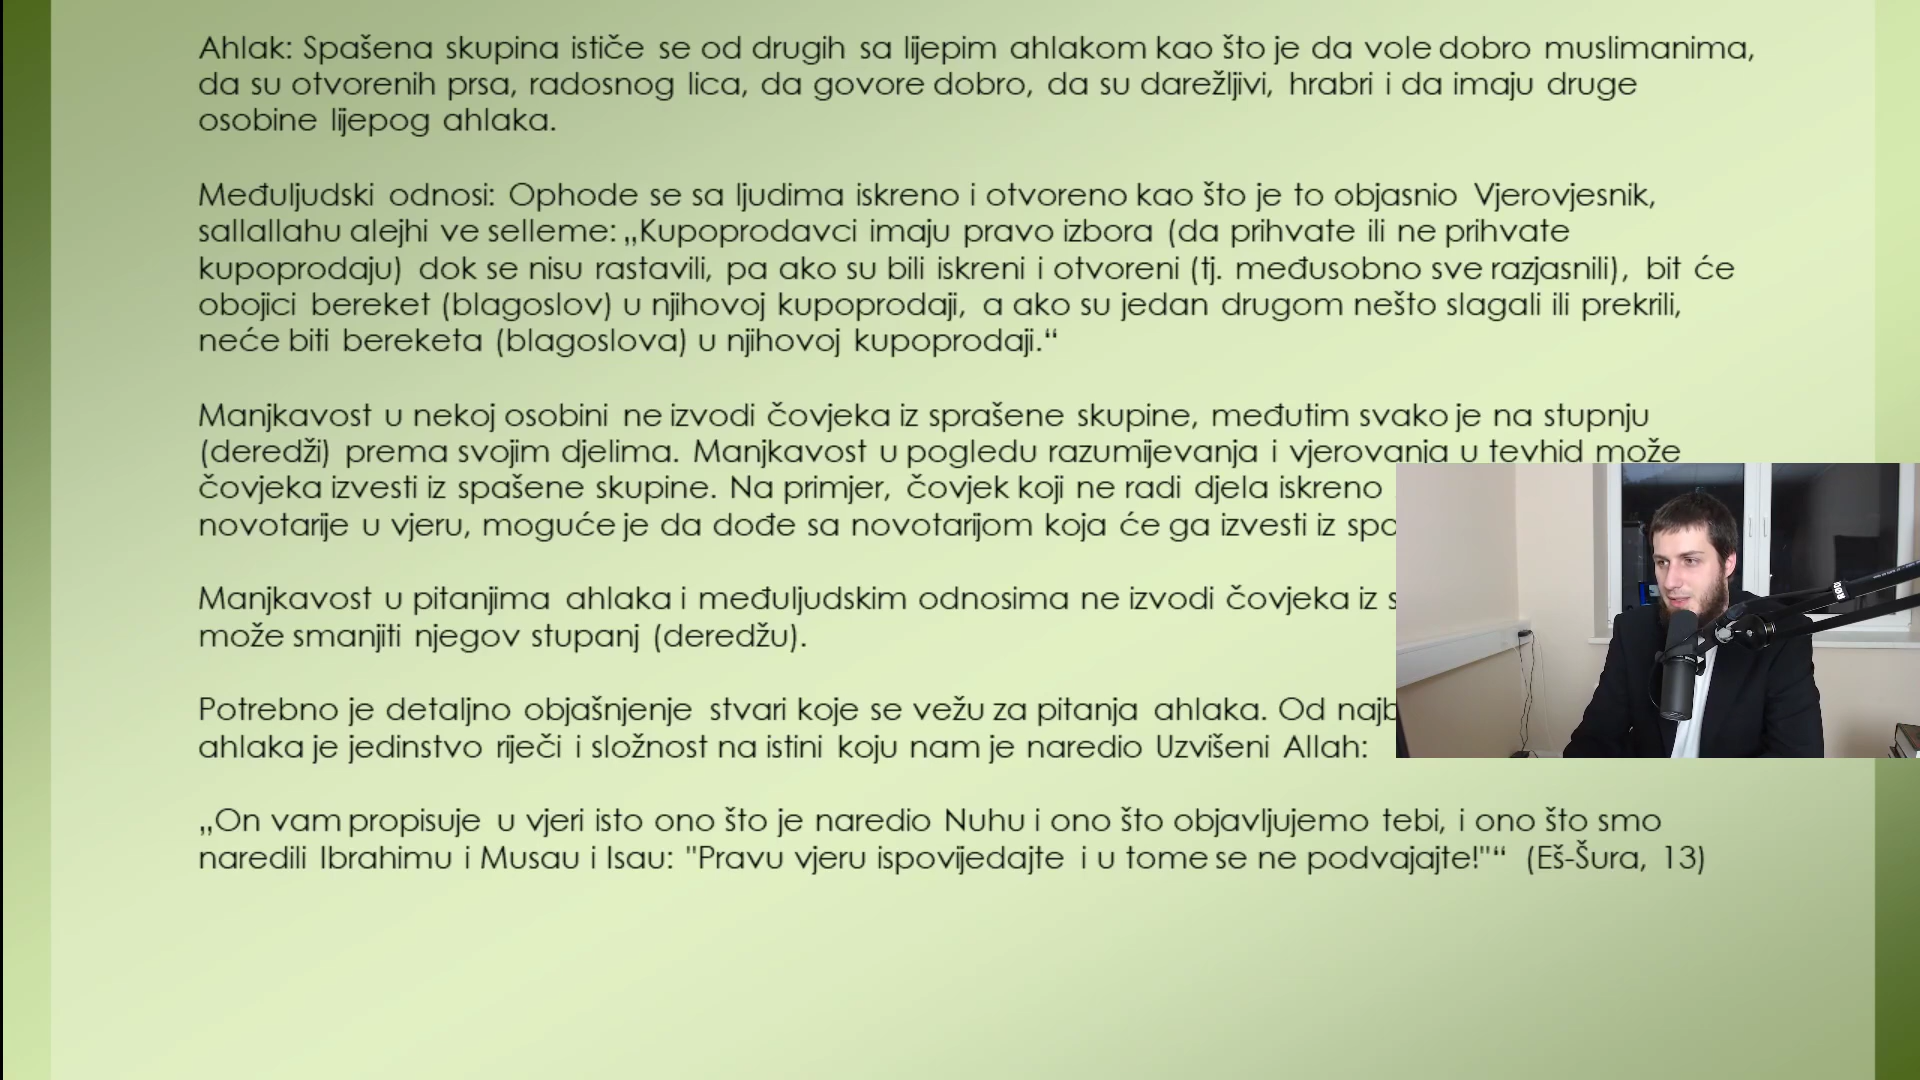 Ahlak: Spašena skupina ističe se od drugih sa lijepim ahlakom kao što je da vole dobro muslimanima,
da su otvorenih prsa, radosnog lica, da govore dobro, da su darežljivi, hrabri i da imaju druge
osobine lijepog ahlaka.
Međuljudski odnosi: Ophode se sa ljudima iskreno i otvoreno kao što je to objasnio Vjerovjesnik,
sallallahu alejhi ve selleme: „Kupoprodavci imaju pravo izbora (da prihvate ili ne prihvate
kupoprodaju) dok se nisu rastavili, pa ako su bili iskreni i otvoreni (tj. međusobno sve razjasnili), bit će
obojici bereket (blagoslov) u njihovoj kupoprodaji, a ako su jedan drugom nešto slagali ili prekrili,
neće biti bereketa (blagoslova) u njihovoj kupoprodaji.“
Manjkavost u nekoj osobini ne izvodi čovjeka iz sprašene skupine, međutim svako je na stupnju
(deredži) prema svojim djelima. Manjkavost u pogledu razumijevanja i vjerovanja u tevhid može
čovjeka izvesti iz spašene skupine. Na primjer, čovjek koji ne radi djela iskreno
novotarije u vjeru, moguće je da dođe sa novotarijom koja će ga izvesti iz
Manjkavost u pitanjima ahlaka i međuljudskim odnosima ne izvodi čovjeka iz
može smanjiti njegov stupanj (deredžu).
Potrebno je detaljno objašnjenje stvari koje se vežu za pitanja ahlaka. Od
ahlaka je jedinstvo riječi i složnost na istini koju nam je naredio Uzvišeni Allah:
„On vam propisuje u vjeri isto ono što je naredio Nuhu i ono što objavljujemo tebi, i ono što smo
naredili Ibrahimu i Musau i Isau: "Pravu vjeru ispovijedajte i u tome se ne podvajajte!"“ (Eš-Šura, 13)